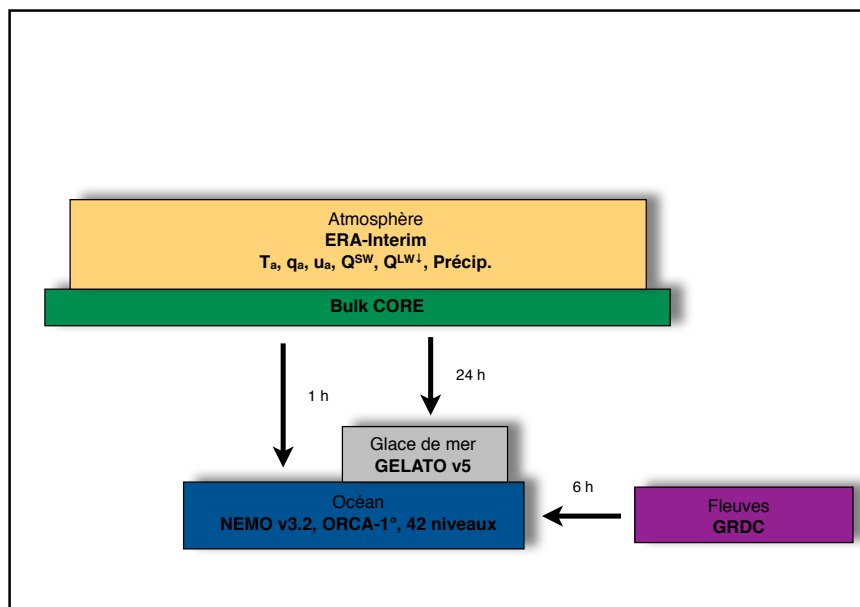 Atmosphère
ERA-Interim
Tₐ, qₐ, uₐ, Qˢᵂ, Qᴸᵂ↓, Précip.
Bulk CORE
1 h
24 h
Glace de mer
GELATO v5
Océan
NEMO v3.2, ORCA-1°, 42 niveaux
6 h
Fleuves
GRDC